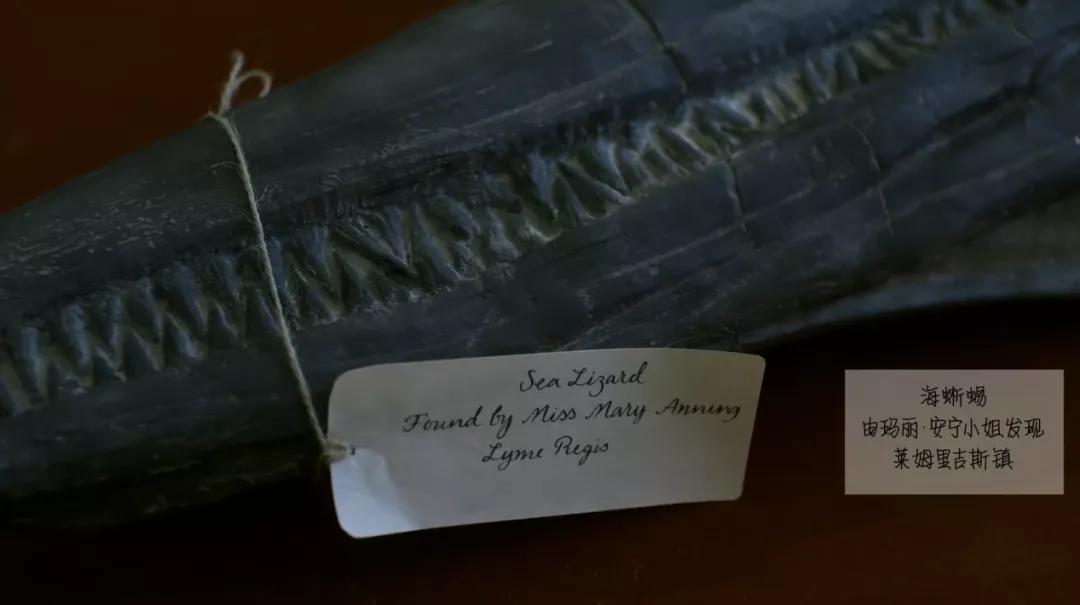 Sea Lizard
Found by Miss Mary Anning
Lyme Regis
海蜥蜴
由玛丽·安宁小姐发现
莱姆里吉斯镇